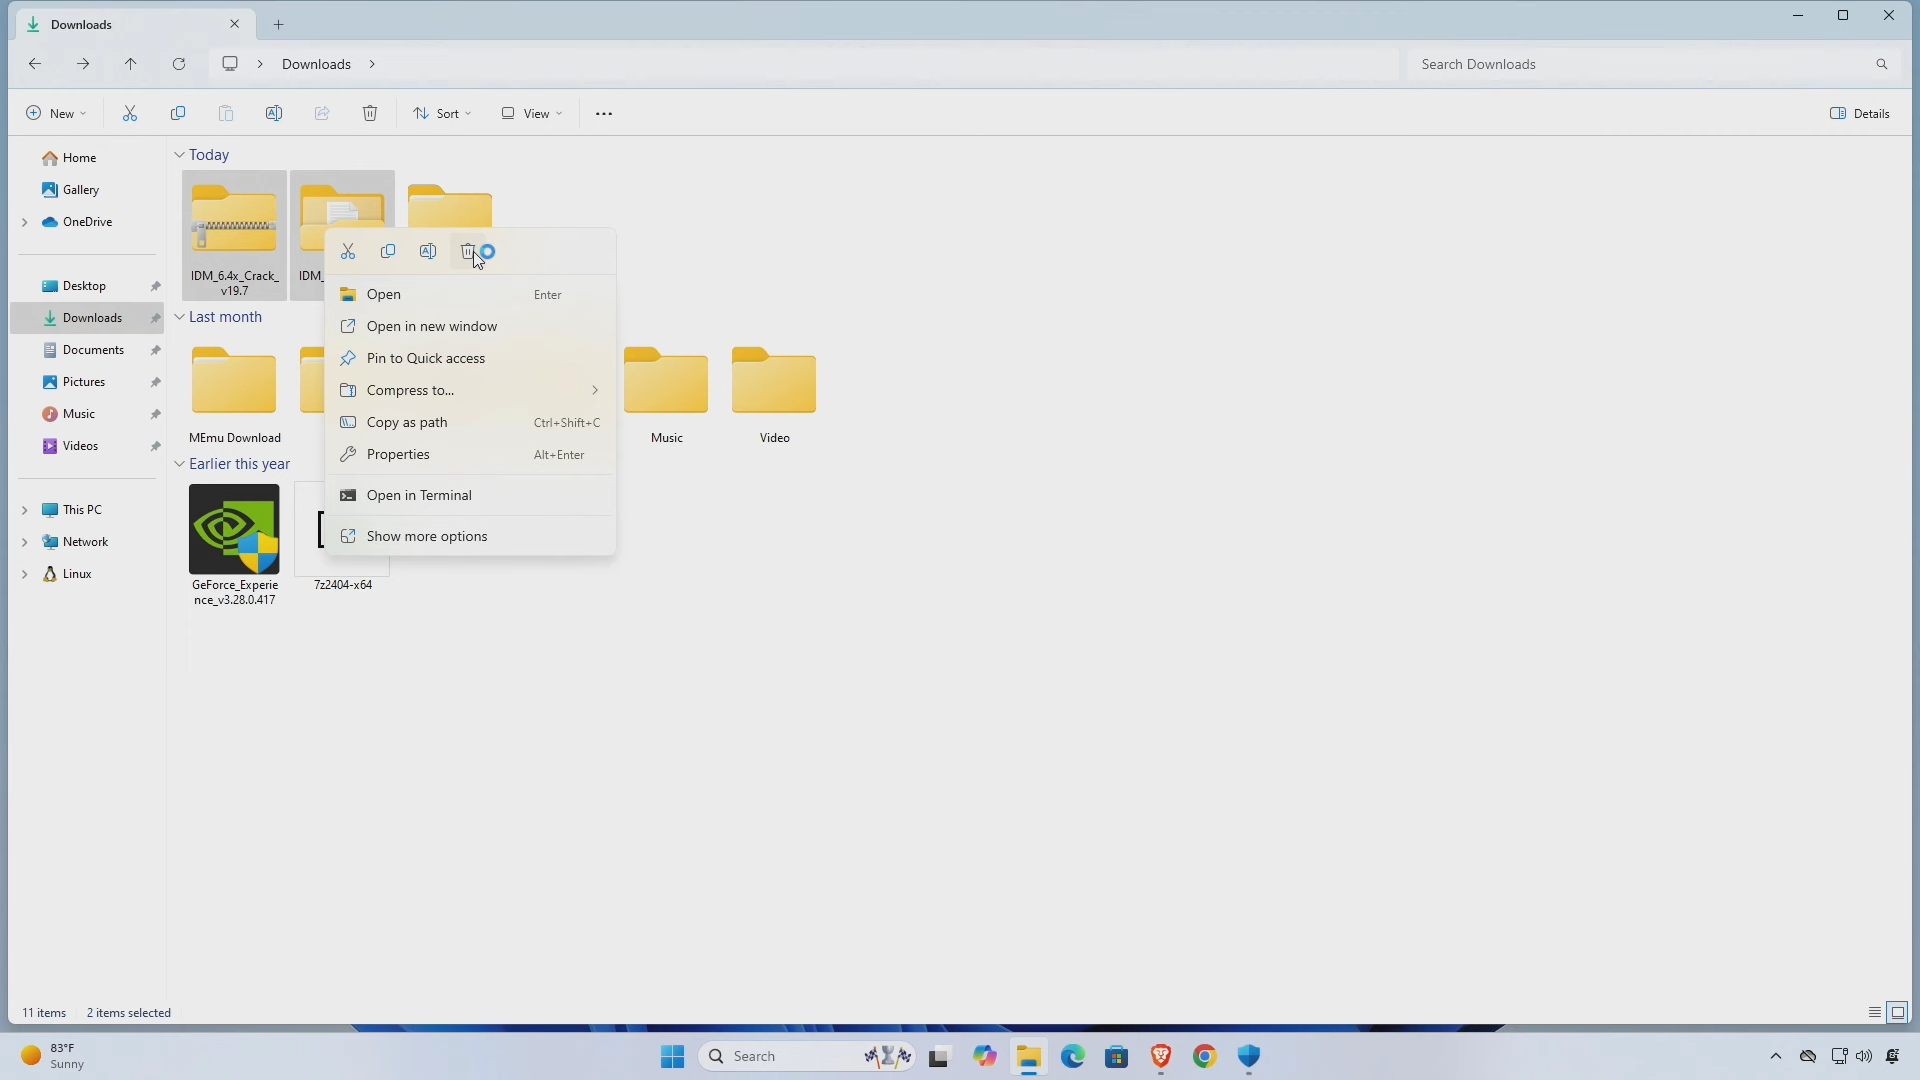 Downloads
Downloads
Search Downloads
New
Sort
View
Details
Home
Gallery
OneDrive
Desktop
Downloads
Documents
Pictures
Music
Videos
This PC
Network
Linux
Today
IDM_6.4x_Crack_
v19.7
IDM_
Last month
MEmu Download
Music
Video
Earlier this year
GeForce_Experie
nce_v3.28.0.417
7z2404-x64
Open Enter
Open in new window
Pin to Quick access
Compress to...
Copy as path Ctrl+Shift+C
Properties Alt+Enter
Open in Terminal
Show more options
11 items 2 items selected
83°F
Sunny
Search